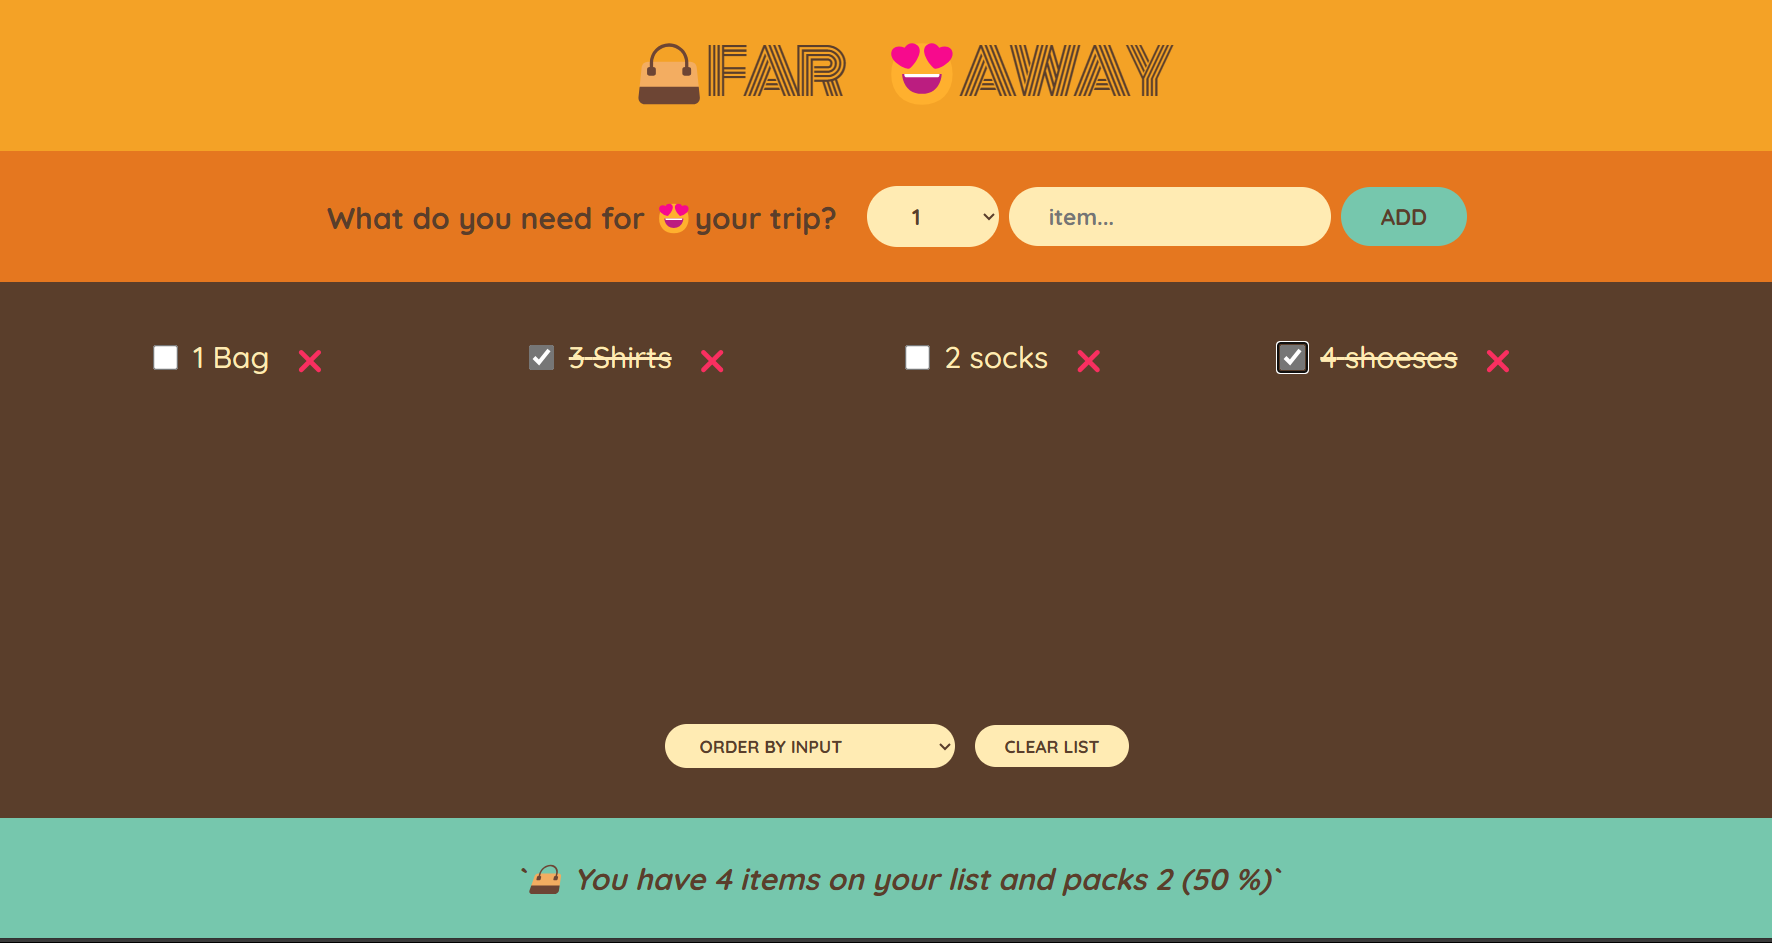 👜FAR 😍AWAY
What do you need for 😍your trip? 1 item... ADD
1 Bag ❌ 3 Shirts ❌ 2 socks ❌ 4 shoeses ❌
ORDER BY INPUT CLEAR LIST
`👜 You have 4 items on your list and packs 2 (50 %)`